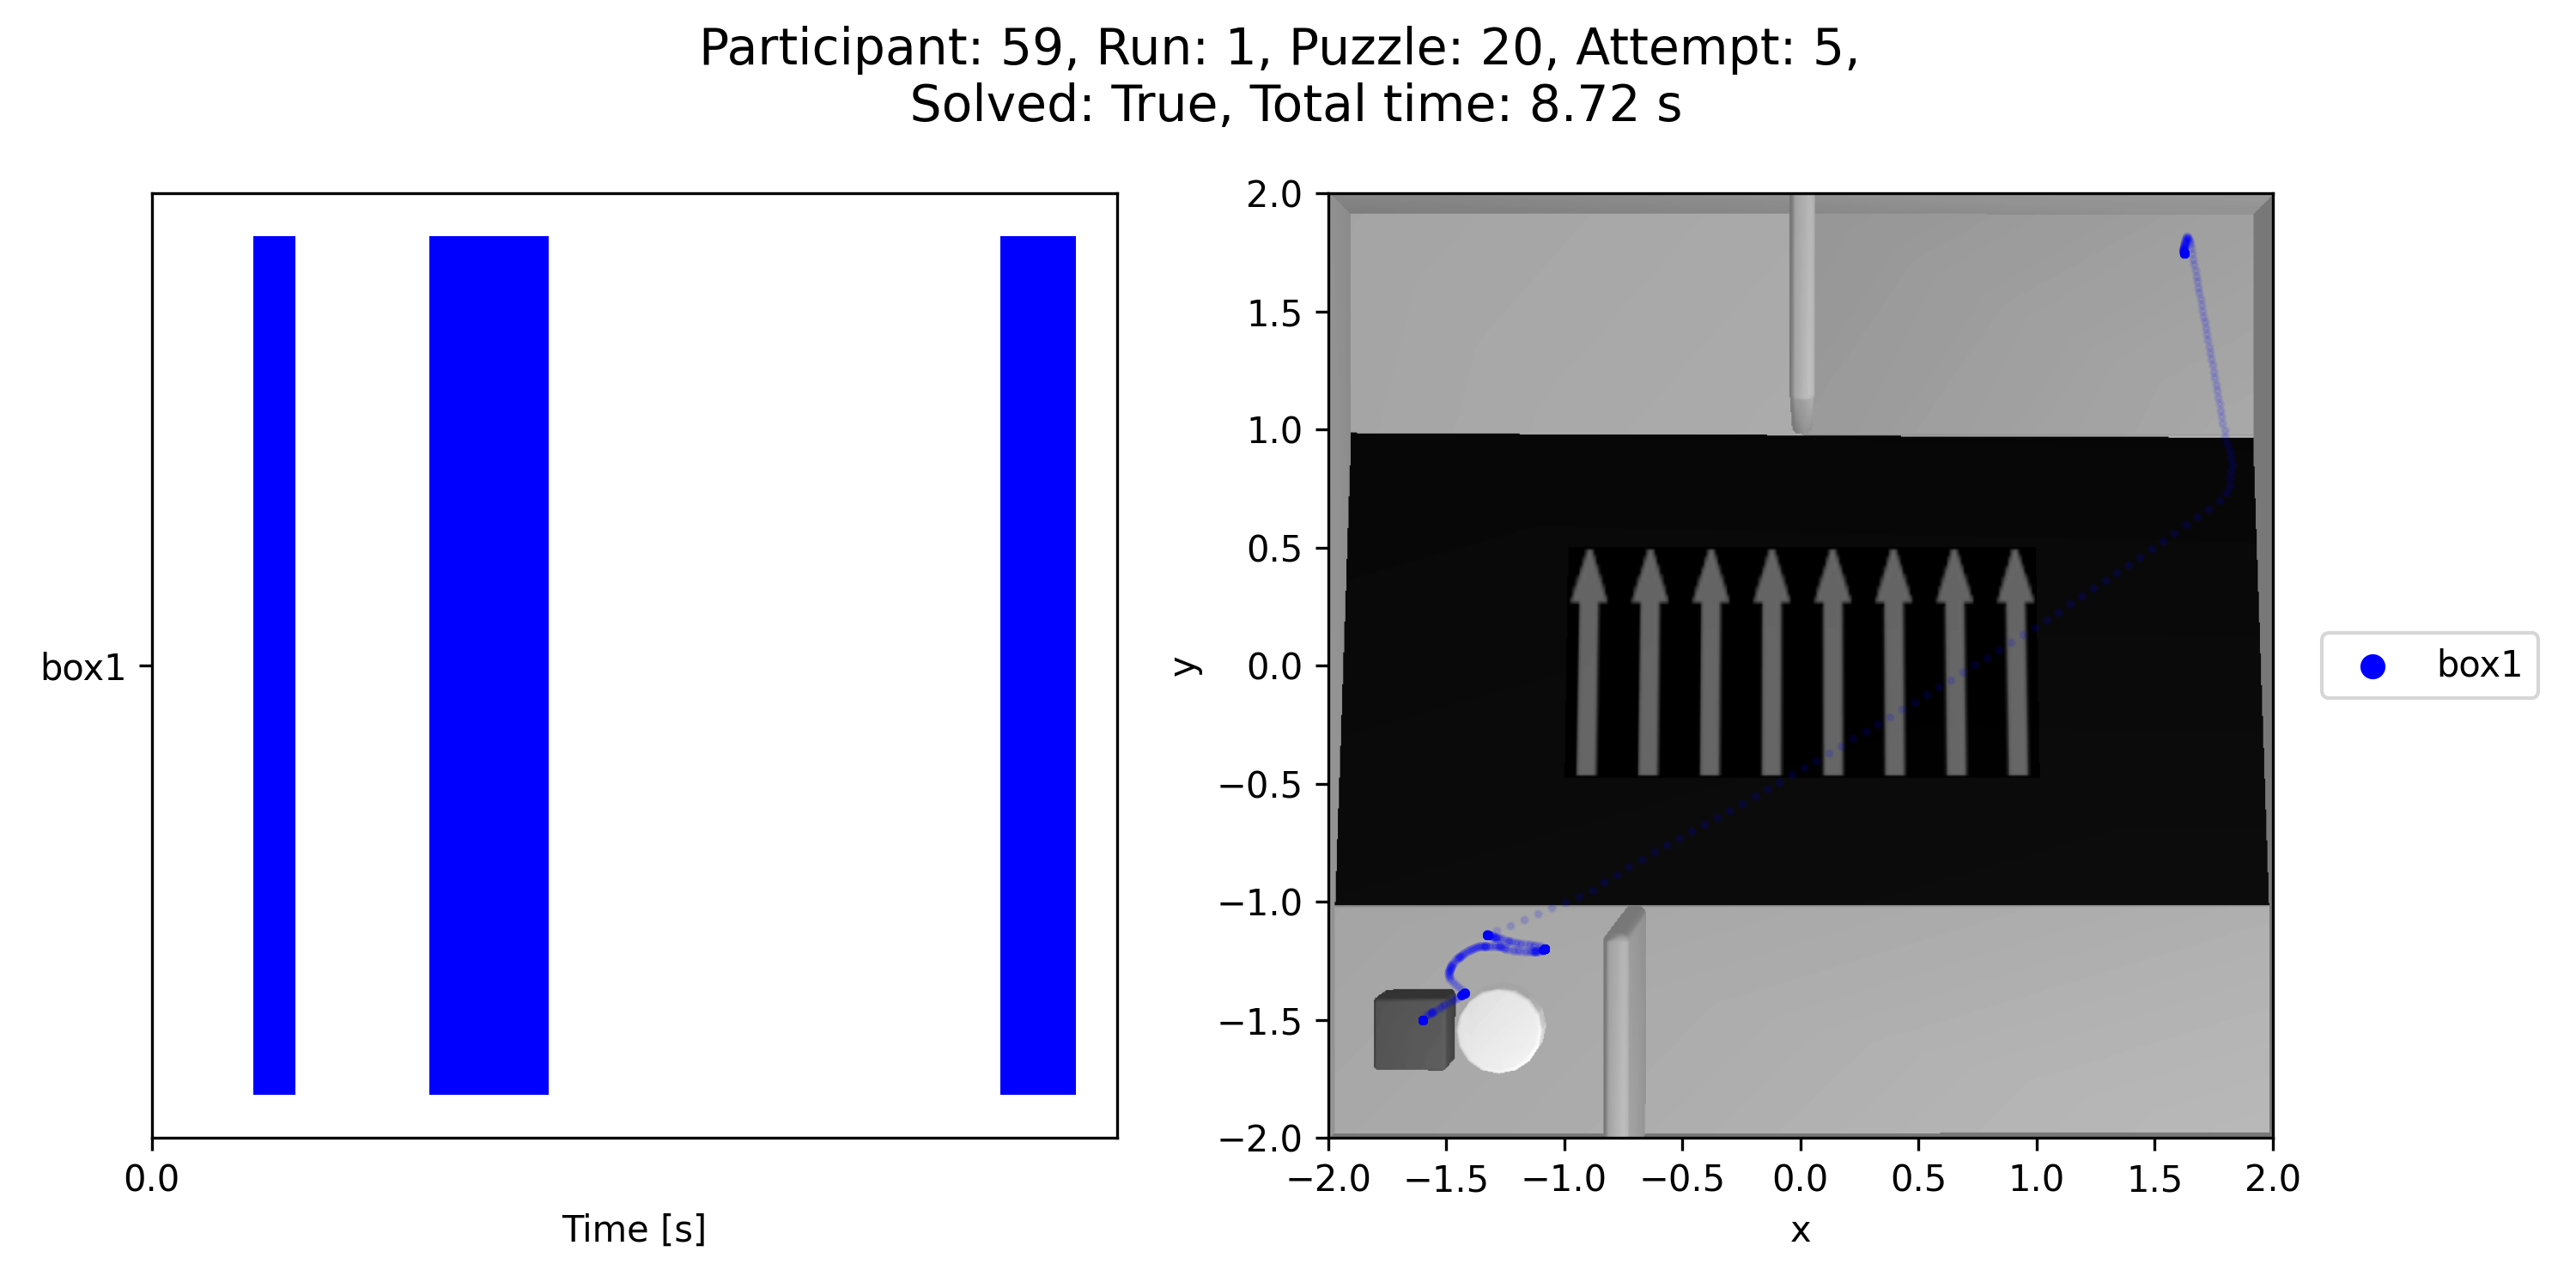 Participant: 59, Run: 1, Puzzle: 20, Attempt: 5,
Solved: True, Total time: 8.72 s
box1
0.0
Time [s]
2.0
1.5
1.0
0.5
0.0
−0.5
−1.0
−1.5
−2.0
y
−2.0 −1.5 −1.0 −0.5 0.0 0.5 1.0 1.5 2.0
x
box1